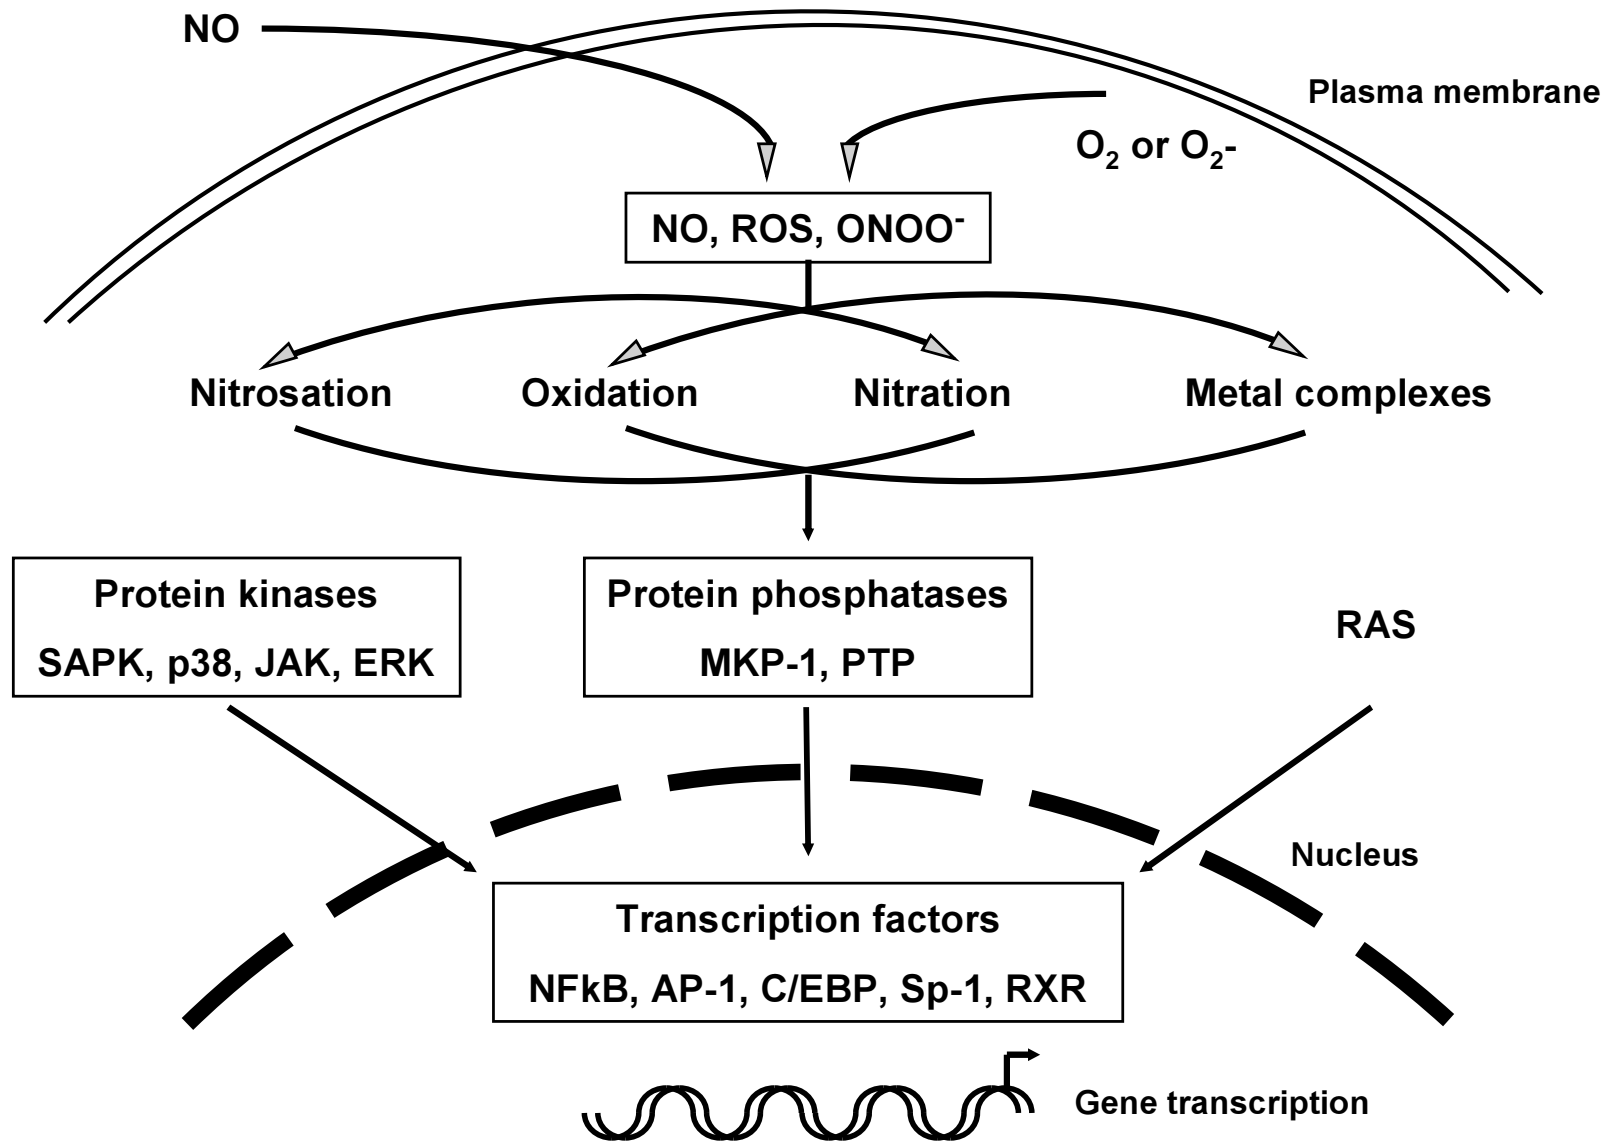 NO
Plasma membrane
O₂ or O₂-
NO, ROS, ONOO⁻
Nitrosation
Oxidation
Nitration
Metal complexes
Protein kinases
SAPK, p38, JAK, ERK
Protein phosphatases
MKP-1, PTP
RAS
Nucleus
Transcription factors
NFkB, AP-1, C/EBP, Sp-1, RXR
Gene transcription